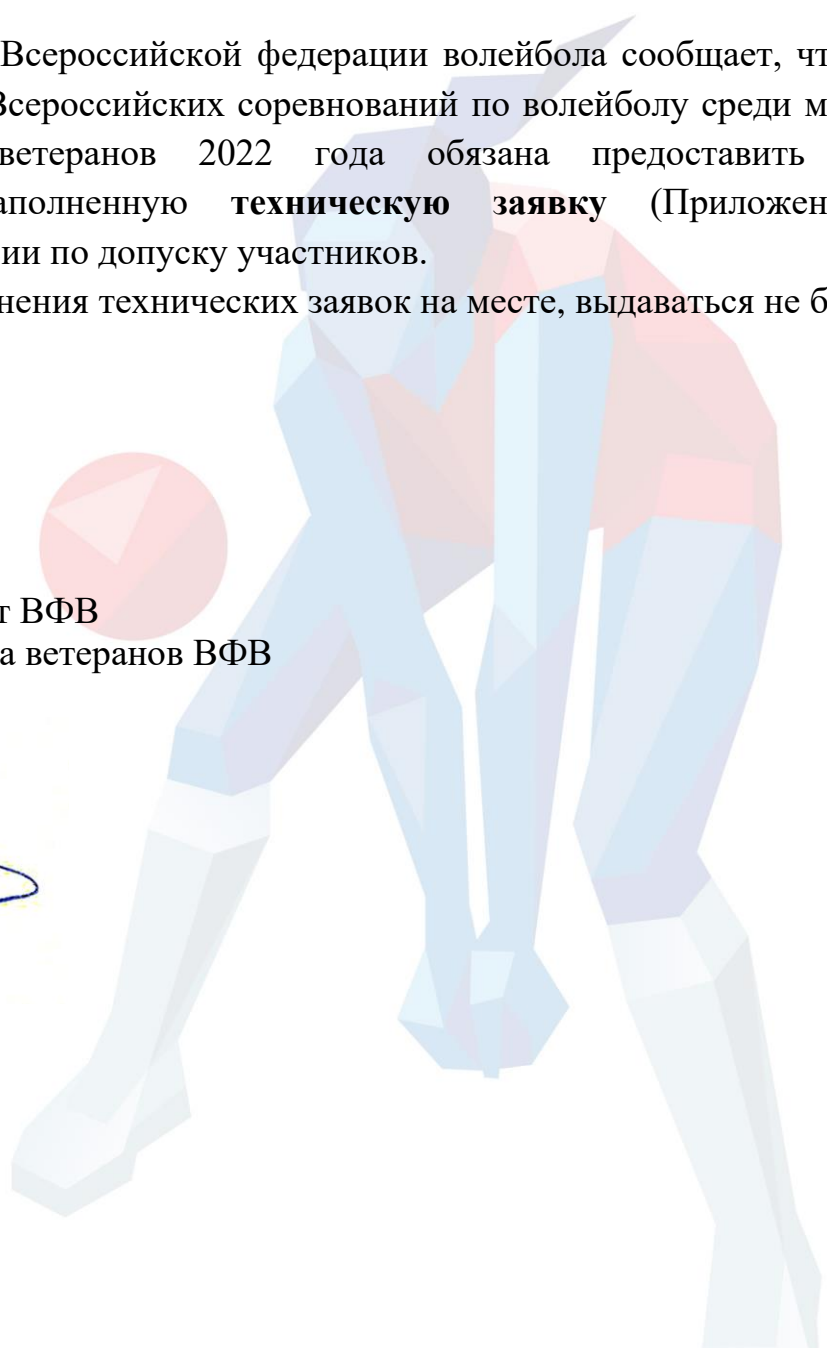 Всероссийской федерации волейбола сообщает, чт
Всероссийских соревнований по волейболу среди м
ветеранов 2022 года обязана предоставить
аполненную техническую заявку (Приложен
ии по допуску участников.
нения технических заявок на месте, выдаваться не б
т ВФВ
а ветеранов ВФВ